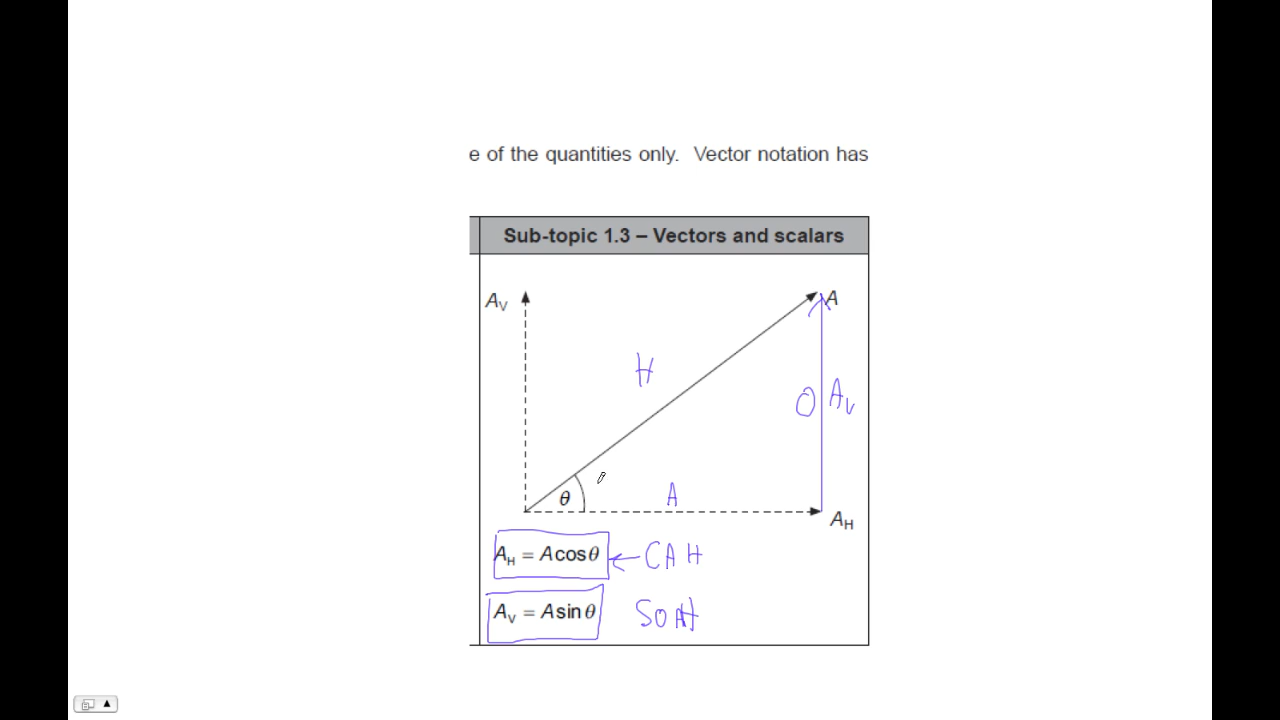 e of the quantities only. Vector notation has
Sub-topic 1.3 – Vectors and scalars
A_V
A
H
O A_V
θ
A
A_H
A_H = A cos θ ← CAH
A_V = A sin θ SOH